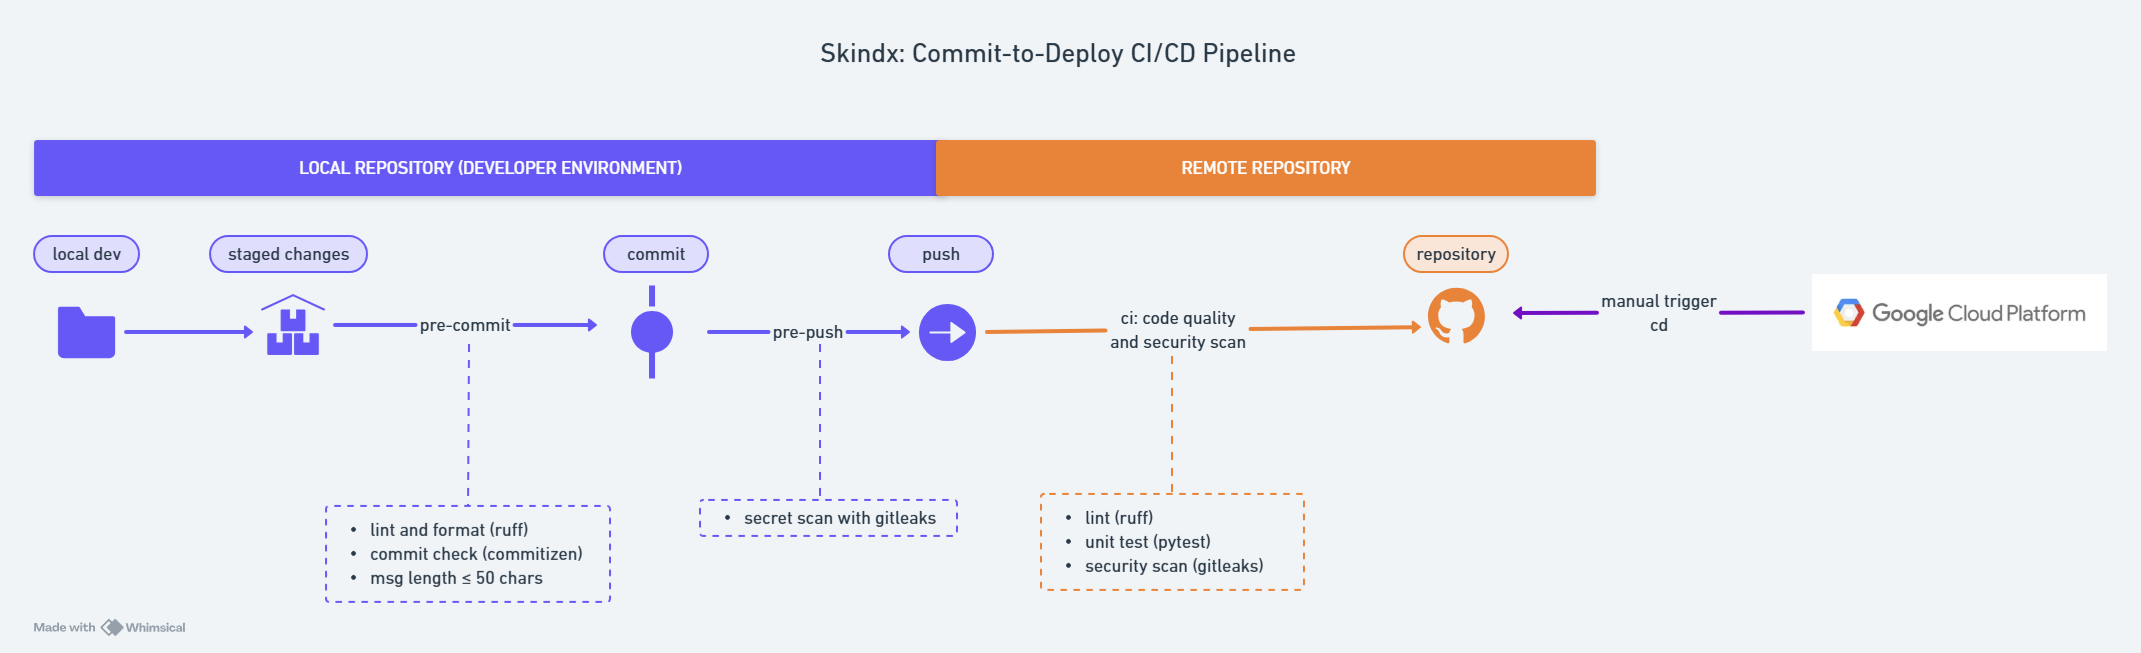 Skindx: Commit-to-Deploy CI/CD Pipeline
LOCAL REPOSITORY (DEVELOPER ENVIRONMENT)
REMOTE REPOSITORY
local dev
staged changes
commit
push
repository
pre-commit
pre-push
ci: code quality
and security scan
manual trigger
cd
Google Cloud Platform
• lint and format (ruff)
• commit check (commitizen)
• msg length ≤ 50 chars
• secret scan with gitleaks
• lint (ruff)
• unit test (pytest)
• security scan (gitleaks)
Made with Whimsical